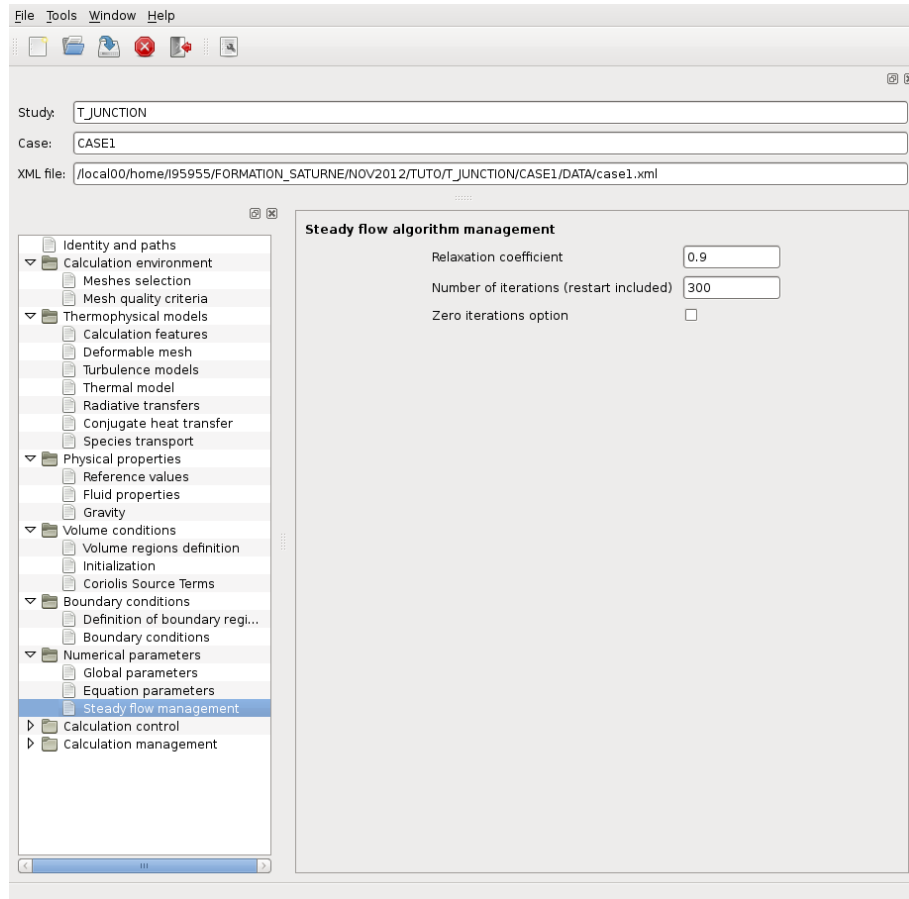 File Tools Window Help
Study: T_JUNCTION
Case: CASE1
XML file: /local00/home/I95955/FORMATION_SATURNE/NOV2012/TUTO/T_JUNCTION/CASE1/DATA/case1.xml
Identity and paths
Calculation environment
Meshes selection
Mesh quality criteria
Thermophysical models
Calculation features
Deformable mesh
Turbulence models
Thermal model
Radiative transfers
Conjugate heat transfer
Species transport
Physical properties
Reference values
Fluid properties
Gravity
Volume conditions
Volume regions definition
Initialization
Coriolis Source Terms
Boundary conditions
Definition of boundary regi...
Boundary conditions
Numerical parameters
Global parameters
Equation parameters
Steady flow management
Calculation control
Calculation management
Steady flow algorithm management
Relaxation coefficient 0.9
Number of iterations (restart included) 300
Zero iterations option